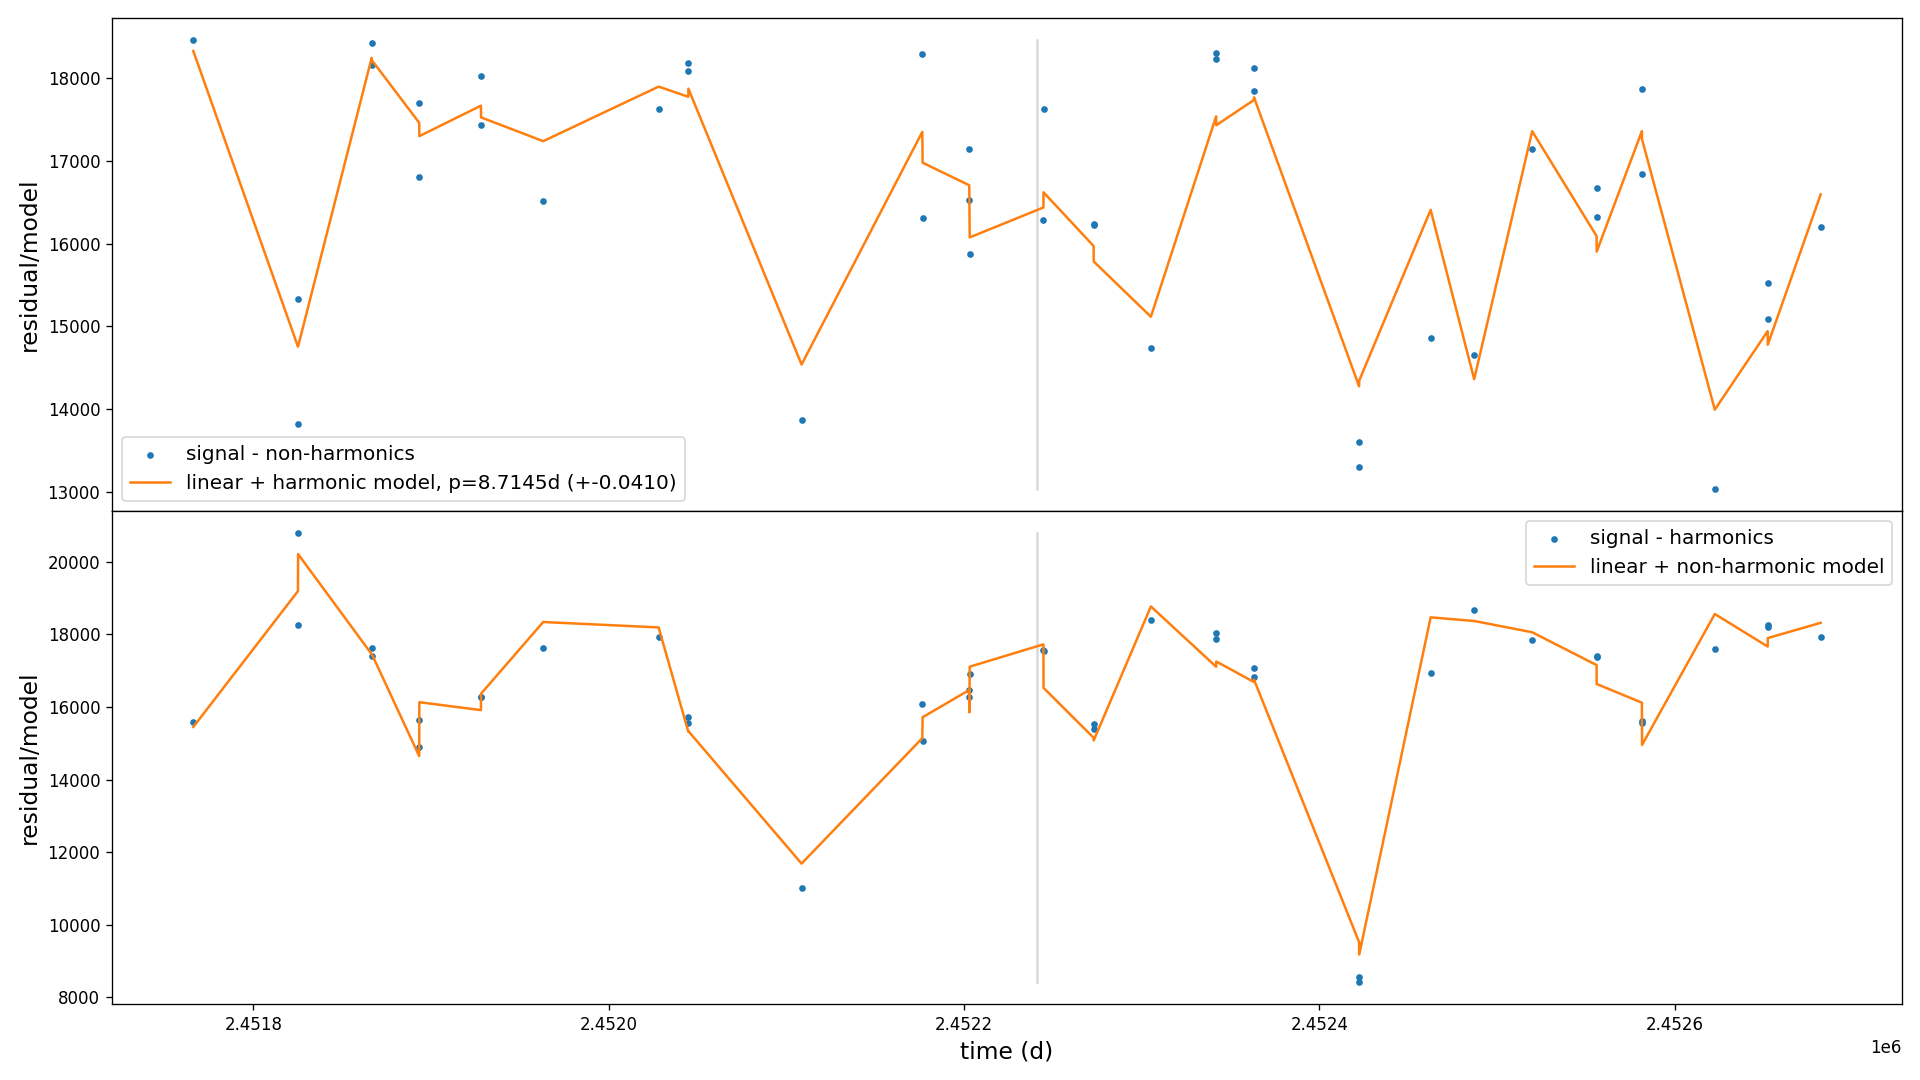 residual/model
18000
17000
16000
15000
14000
13000
signal - non-harmonics
linear + harmonic model, p=8.7145d (+-0.0410)
residual/model
20000
18000
16000
14000
12000
10000
8000
signal - harmonics
linear + non-harmonic model
2.4518
2.4520
2.4522
2.4524
2.4526
1e6
time (d)